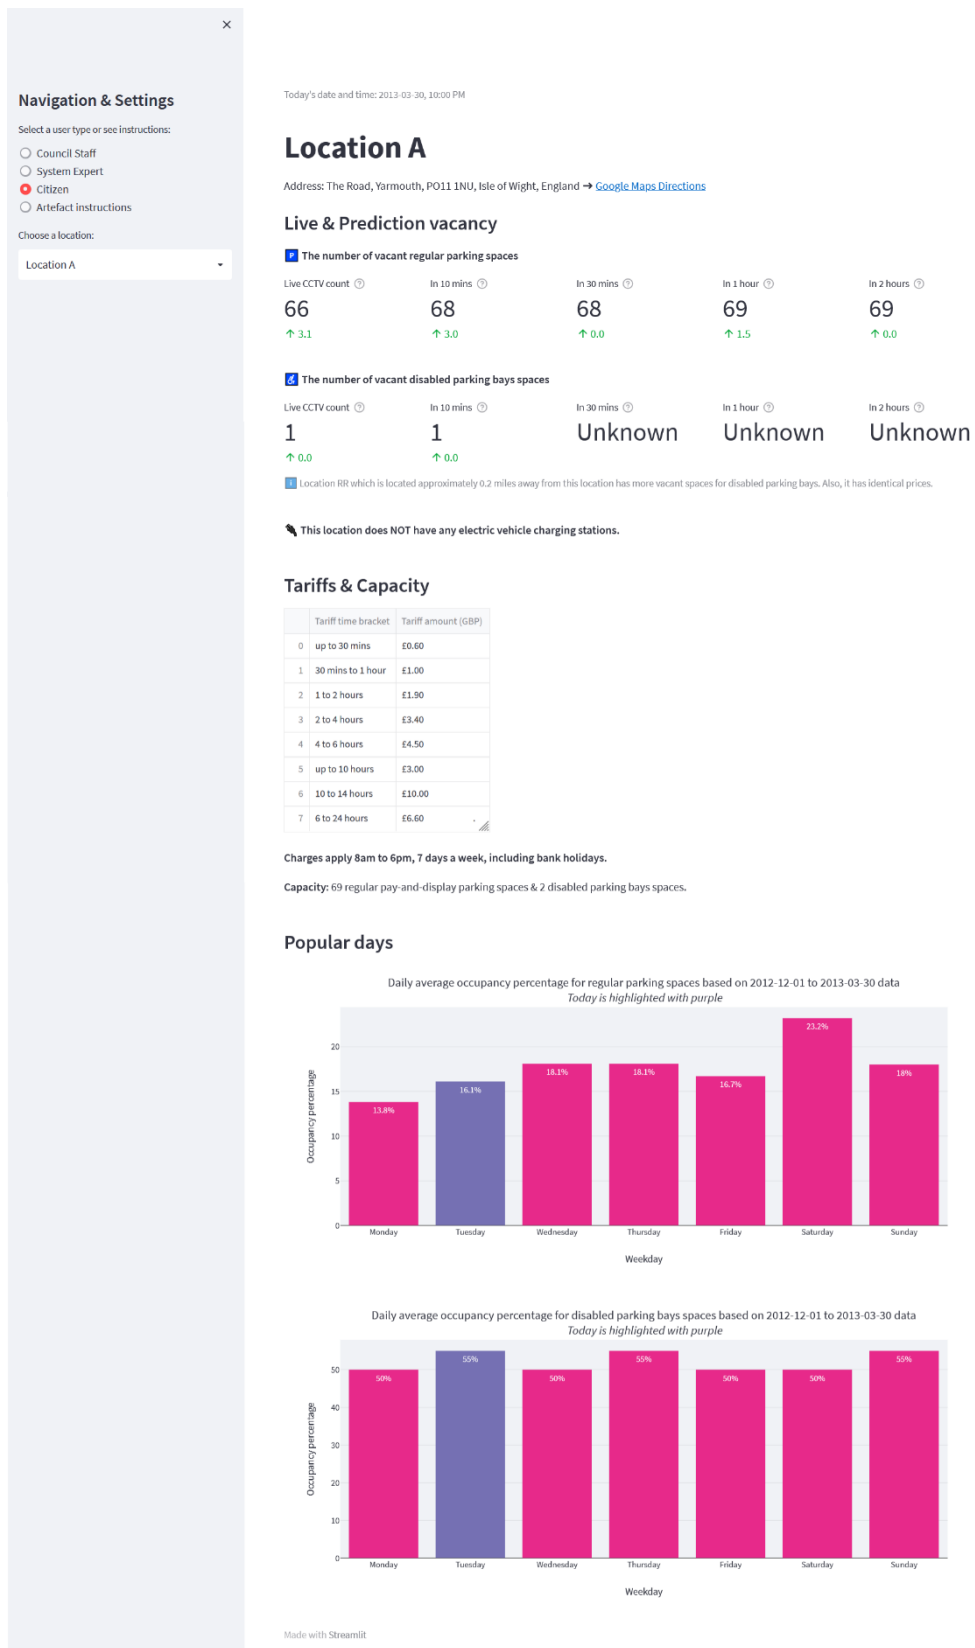 ×
Navigation & Settings
Select a user type or see instructions:
Council Staff
System Expert
Citizen
Artefact instructions
Choose a location:
Location A
Today's date and time: 2013-03-30, 10:00 PM
Location A
Address: The Road, Yarmouth, PO11 1NU, Isle of Wight, England → Google Maps Directions
Live & Prediction vacancy
P The number of vacant regular parking spaces
Live CCTV count ? In 10 mins ? In 30 mins ? In 1 hour ? In 2 hours ?
66 68 68 69 69
↑ 3.1 ↑ 3.0 ↑ 0.0 ↑ 1.5 ↑ 0.0
♿ The number of vacant disabled parking bays spaces
Live CCTV count ? In 10 mins ? In 30 mins ? In 1 hour ? In 2 hours ?
1 1 Unknown Unknown Unknown
↑ 0.0 ↑ 0.0
i Location RR which is located approximately 0.2 miles away from this location has more vacant spaces for disabled parking bays. Also, it has identical prices.
🔌 This location does NOT have any electric vehicle charging stations.
Tariffs & Capacity
Tariff time bracket Tariff amount (GBP)
0 up to 30 mins £0.60
1 30 mins to 1 hour £1.00
2 1 to 2 hours £1.90
3 2 to 4 hours £3.40
4 4 to 6 hours £4.50
5 up to 10 hours £3.00
6 10 to 14 hours £10.00
7 6 to 24 hours £6.60
Charges apply 8am to 6pm, 7 days a week, including bank holidays.
Capacity: 69 regular pay-and-display parking spaces & 2 disabled parking bays spaces.
Popular days
Daily average occupancy percentage for regular parking spaces based on 2012-12-01 to 2013-03-30 data
Today is highlighted with purple
Occupancy percentage
20
15
10
5
0
13.8% 16.1% 18.1% 18.1% 16.7% 23.2% 18%
Monday Tuesday Wednesday Thursday Friday Saturday Sunday
Weekday
Daily average occupancy percentage for disabled parking bays spaces based on 2012-12-01 to 2013-03-30 data
Today is highlighted with purple
Occupancy percentage
50
40
30
20
10
0
50% 55% 50% 55% 50% 50% 55%
Monday Tuesday Wednesday Thursday Friday Saturday Sunday
Weekday
Made with Streamlit